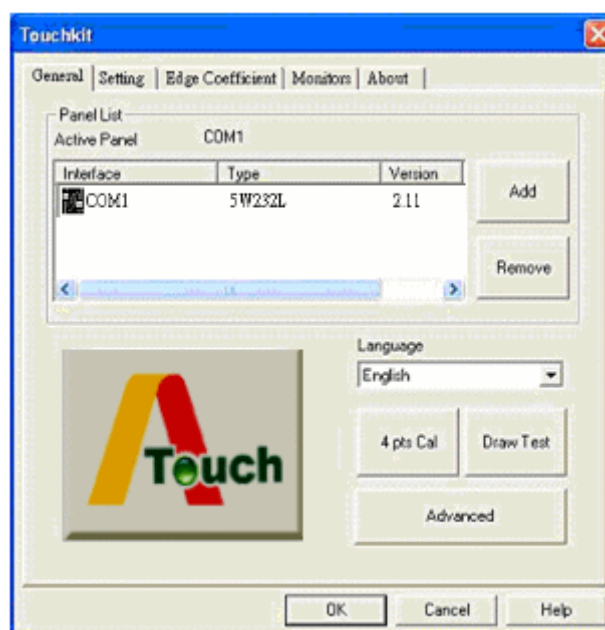 Touchkit
General Setting Edge Coefficient Monitors About
Panel List
Active Panel COM1
Interface Type Version
COM1 5W232L 2.11
Add
Remove
Language
English
Touch
4 pts Cal Draw Test
Advanced
OK Cancel Help